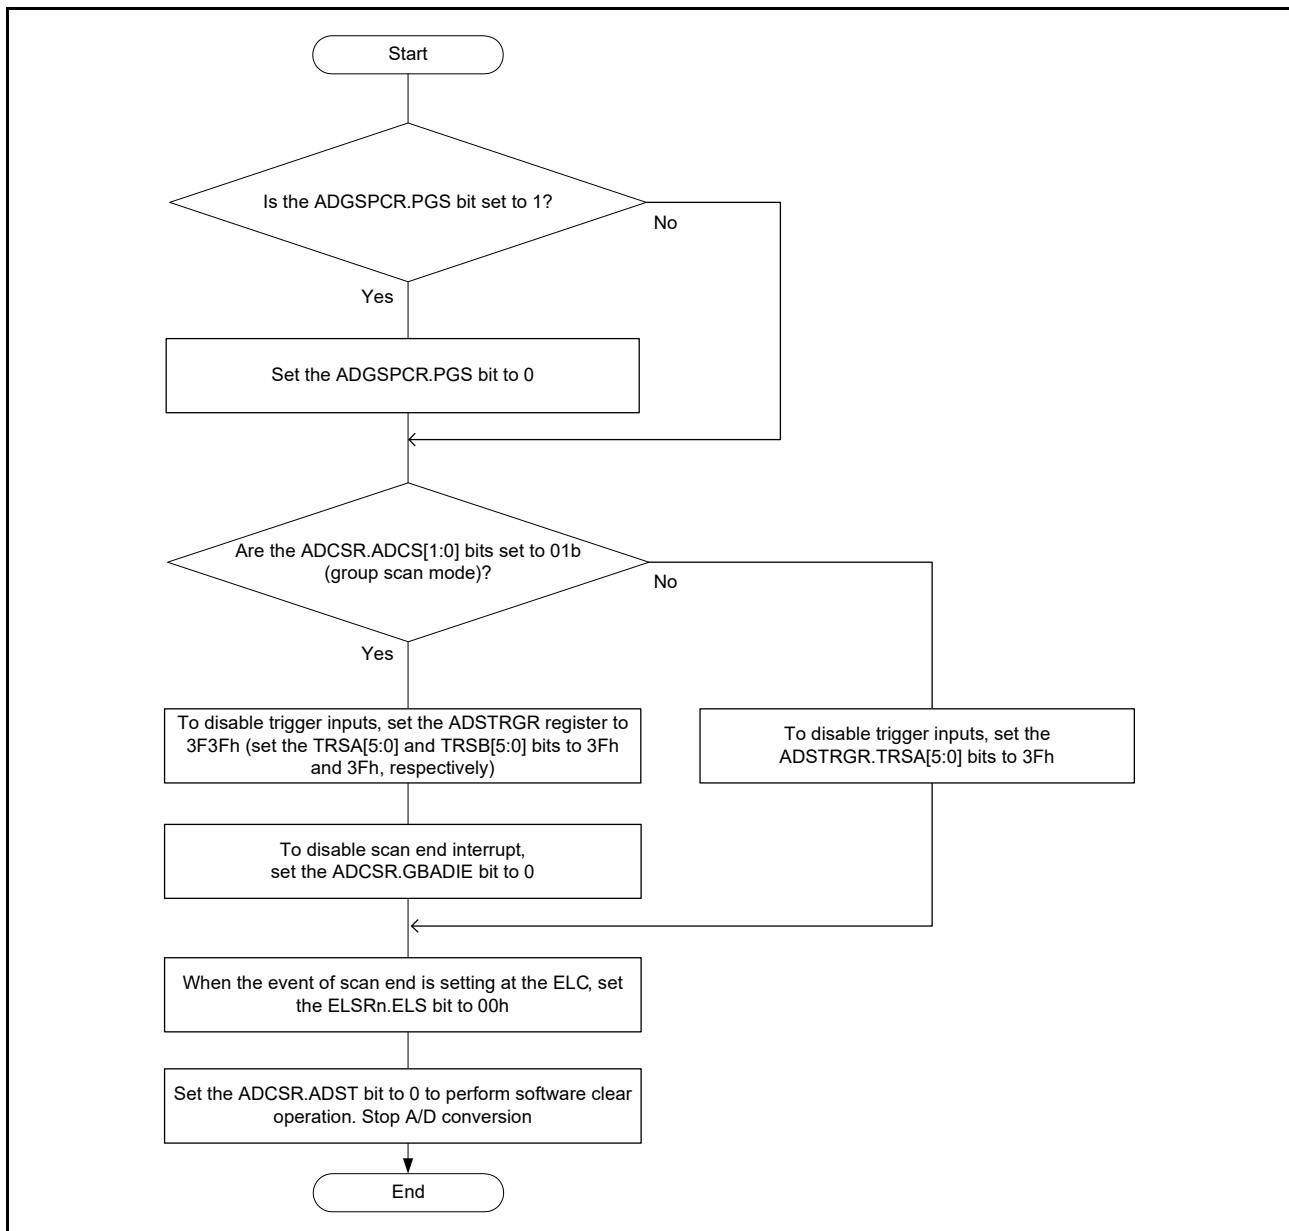 Start
Is the ADGSPCR.PGS bit set to 1?
No
Yes
Set the ADGSPCR.PGS bit to 0
Are the ADCSR.ADCS[1:0] bits set to 01b
(group scan mode)?
No
Yes
To disable trigger inputs, set the ADSTRGR register to
3F3Fh (set the TRSA[5:0] and TRSB[5:0] bits to 3Fh
and 3Fh, respectively)
To disable trigger inputs, set the
ADSTRGR.TRSA[5:0] bits to 3Fh
To disable scan end interrupt,
set the ADCSR.GBADIE bit to 0
When the event of scan end is setting at the ELC, set
the ELSRn.ELS bit to 00h
Set the ADCSR.ADST bit to 0 to perform software clear
operation. Stop A/D conversion
End